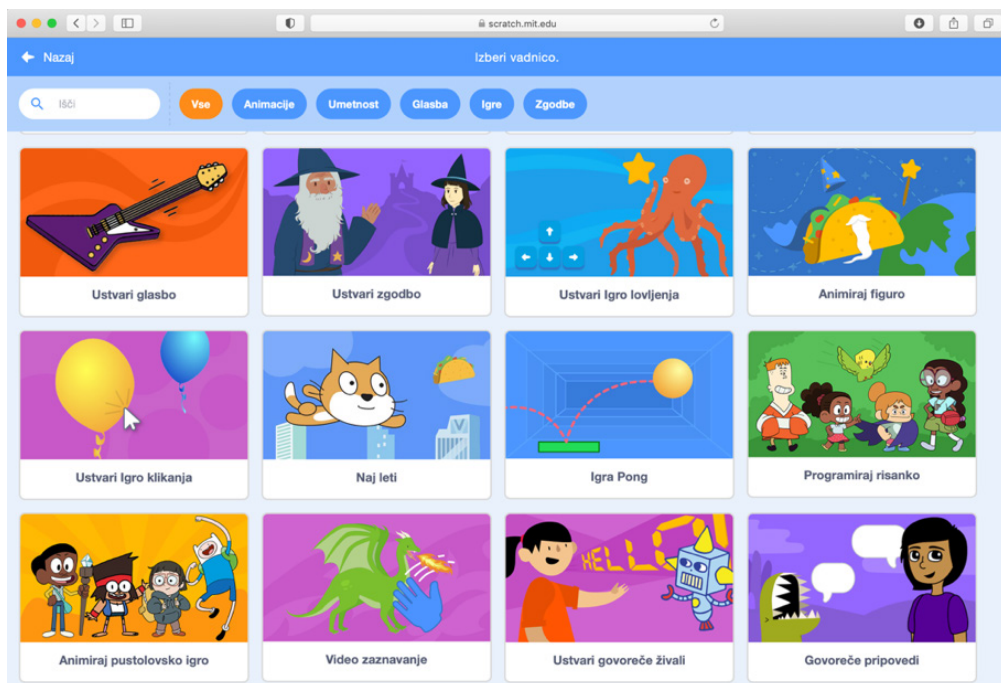 scratch.mit.edu
Nazaj
Izberi vadnico.
Išči
Vse
Animacije
Umetnost
Glasba
Igre
Zgodbe
Ustvari glasbo
Ustvari zgodbo
Ustvari Igro lovljenja
Animiraj figuro
Ustvari Igro klikanja
Naj leti
Igra Pong
Programiraj risanko
HELLO!
Animiraj pustolovsko igro
Video zaznavanje
Ustvari govoreče živali
Govoreče pripovedi